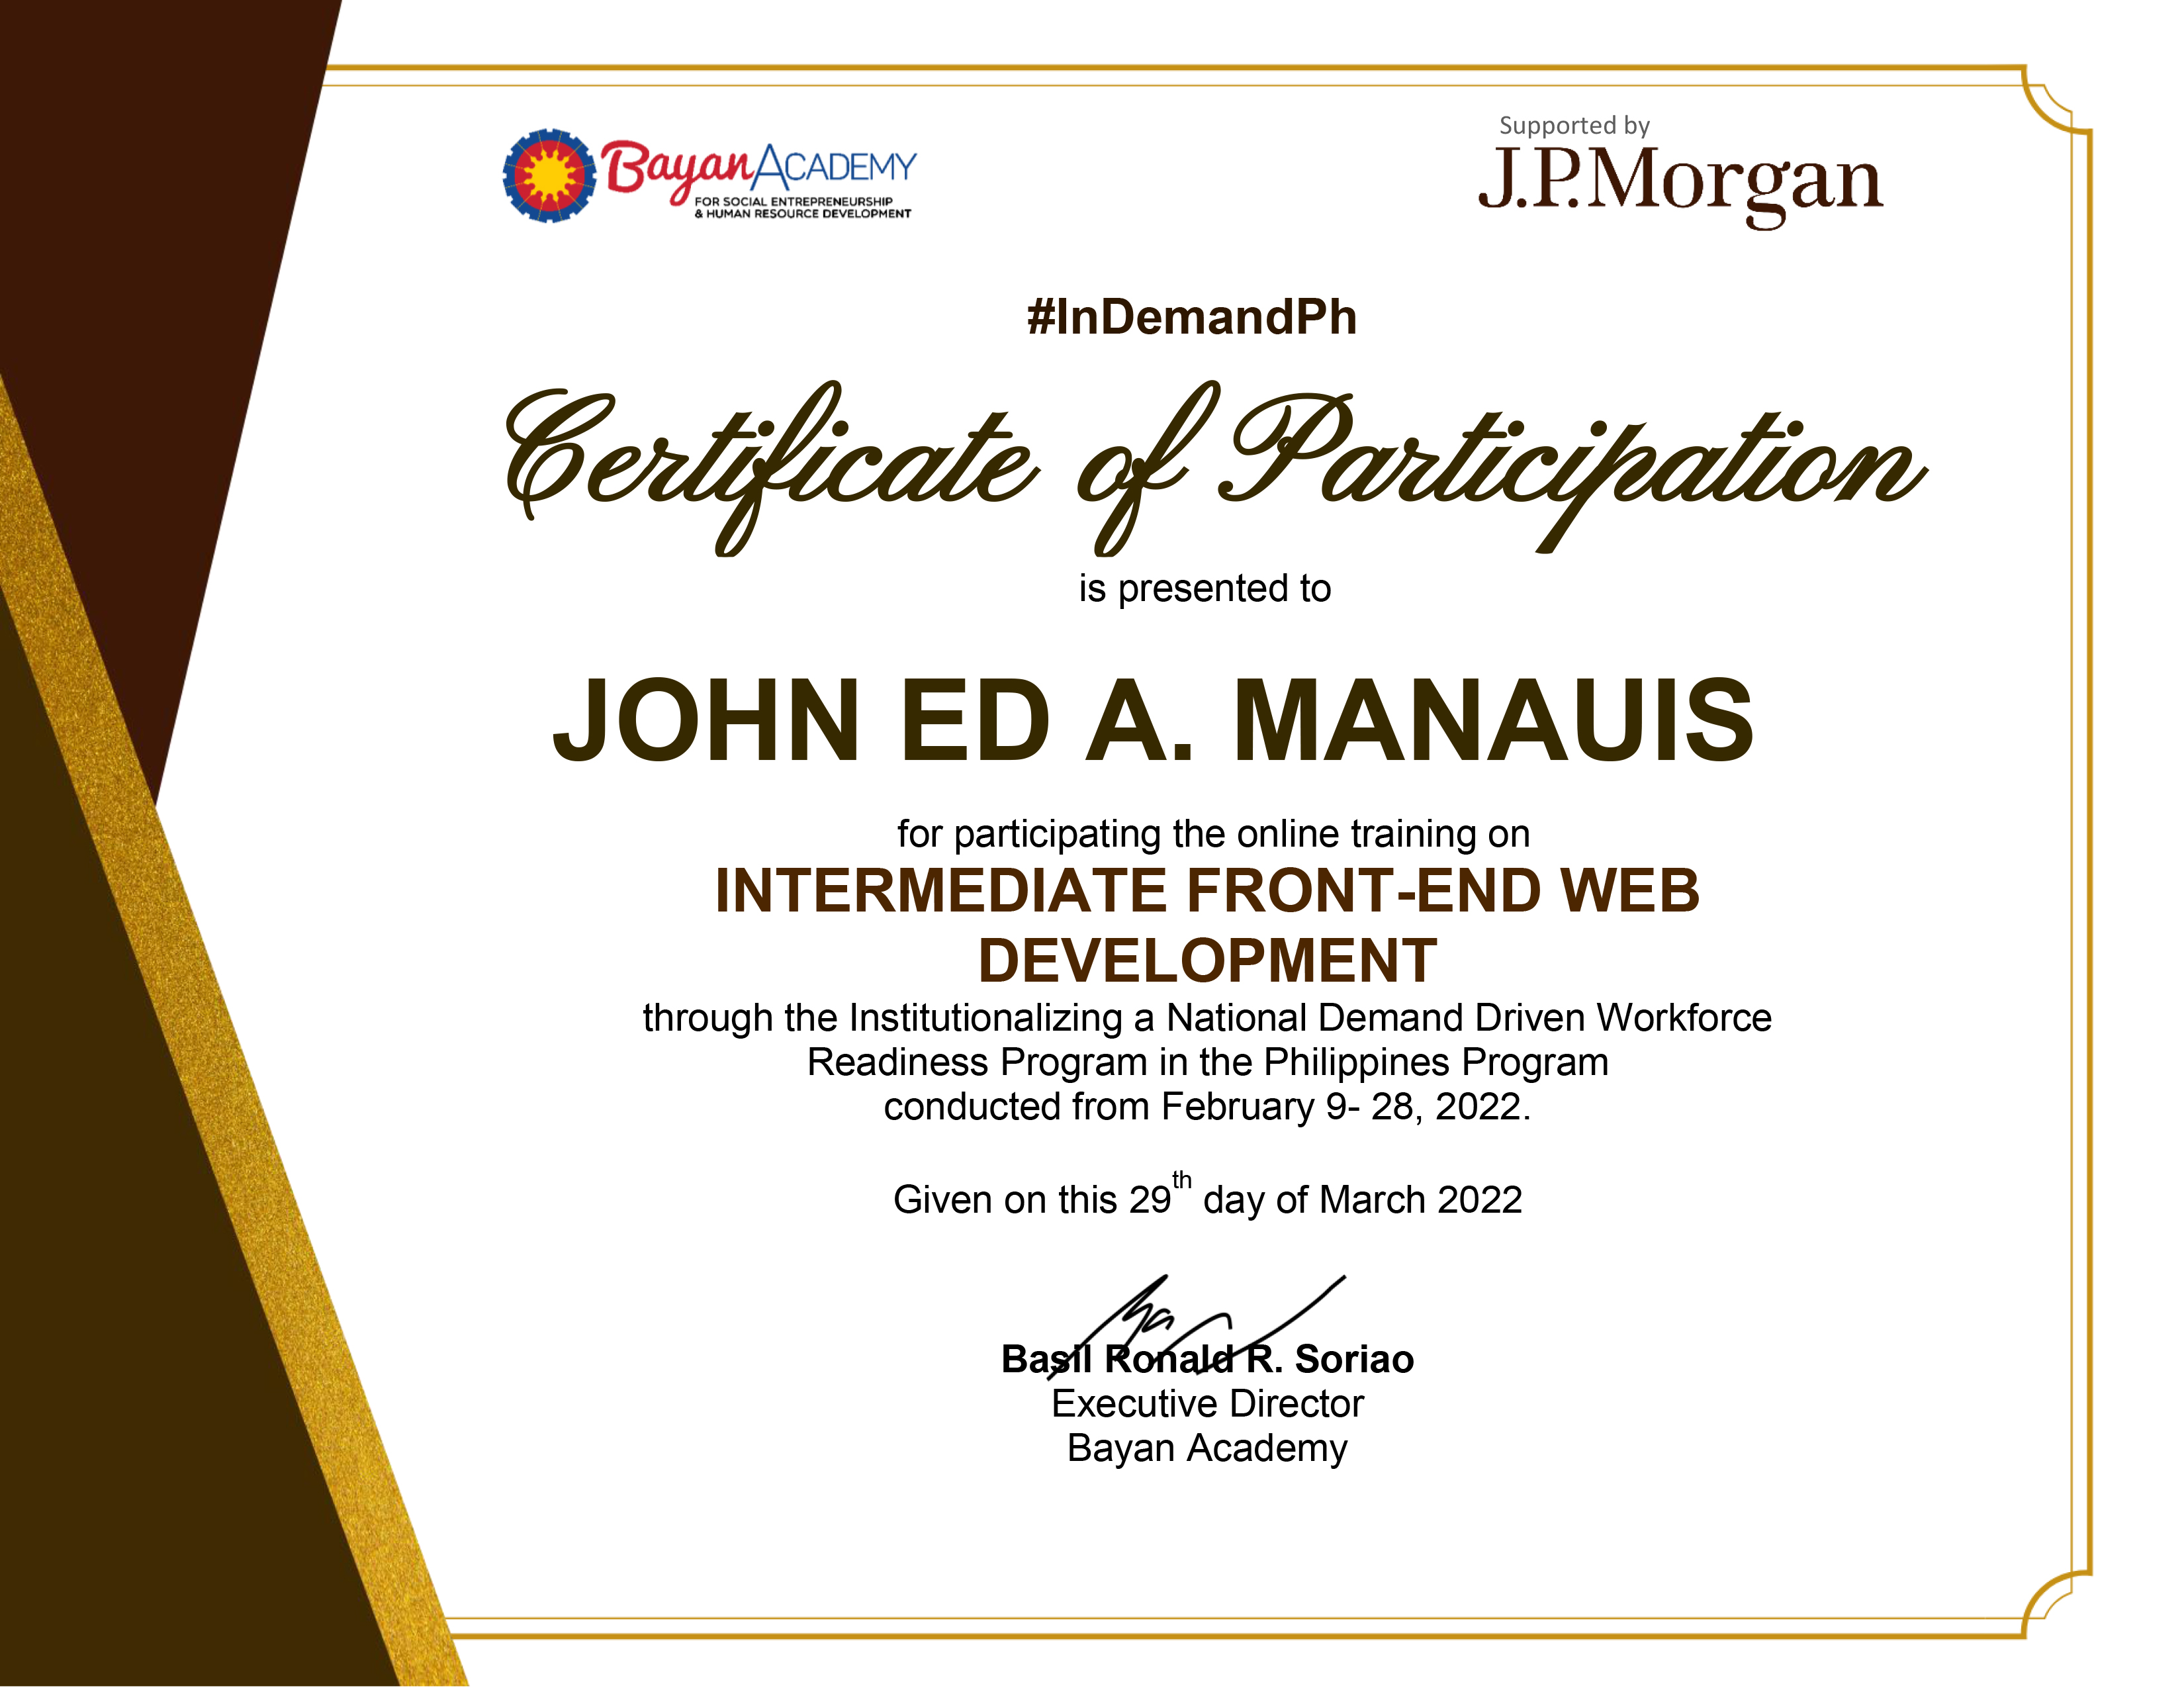 Bayan ACADEMY
FOR SOCIAL ENTREPRENEURSHIP
& HUMAN RESOURCE DEVELOPMENT
Supported by
J.P.Morgan
#InDemandPh
Certificate of Participation
is presented to
JOHN ED A. MANAUIS
for participating the online training on
INTERMEDIATE FRONT-END WEB
DEVELOPMENT
through the Institutionalizing a National Demand Driven Workforce
Readiness Program in the Philippines Program
conducted from February 9- 28, 2022.
Given on this 29th day of March 2022
Basil Ronald R. Soriao
Executive Director
Bayan Academy